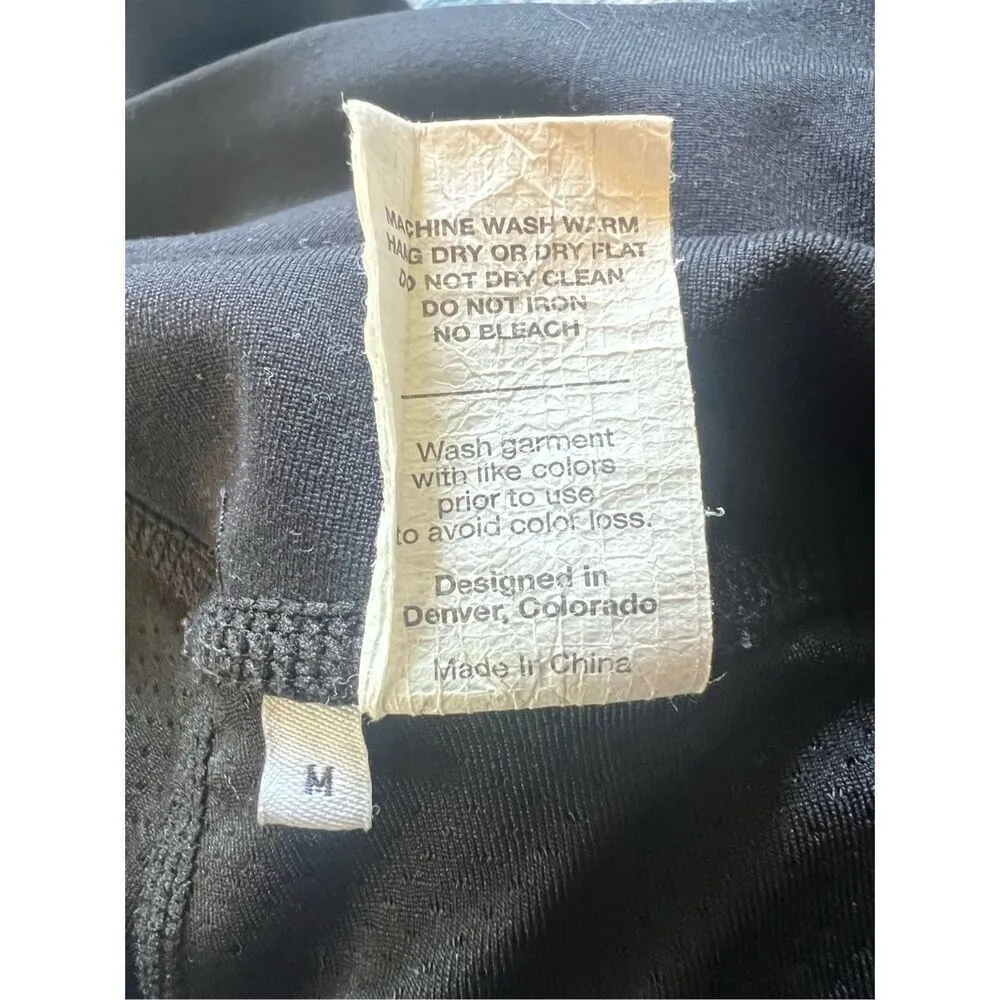 MACHINE WASH WARM
HANG DRY OR DRY FLAT
DO NOT DRY CLEAN
DO NOT IRON
NO BLEACH
Wash garment
with like colors
prior to use
to avoid color loss.
Designed in
Denver, Colorado
Made In China
M